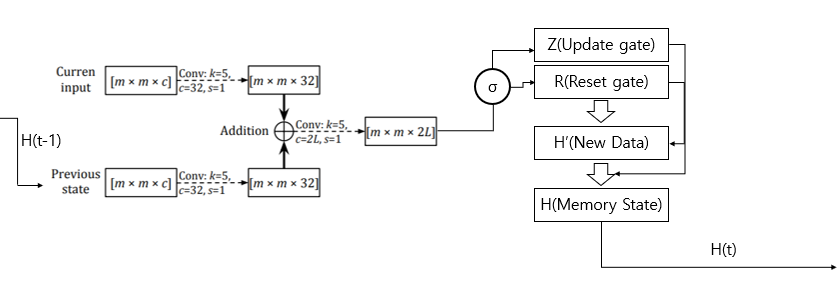 Curren
input
[m × m × c]
Conv: k=5,
c=32, s=1
[m × m × 32]
H(t-1)
Addition
Conv: k=5,
c=2L, s=1
[m × m × 2L]
Previous
state
[m × m × c]
Conv: k=5,
c=32, s=1
[m × m × 32]
σ
Z(Update gate)
R(Reset gate)
H’(New Data)
H(Memory State)
H(t)